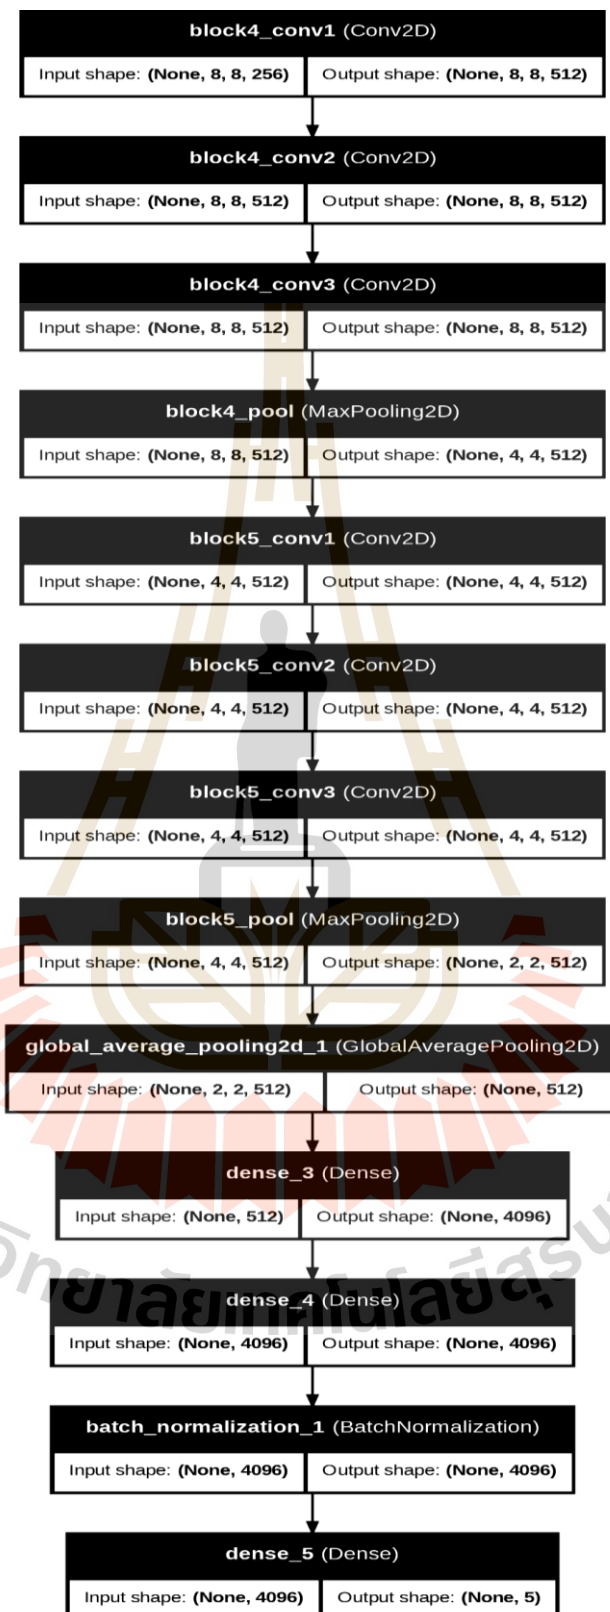 block4_conv1 (Conv2D)
Input shape: (None, 8, 8, 256) Output shape: (None, 8, 8, 512)
block4_conv2 (Conv2D)
Input shape: (None, 8, 8, 512) Output shape: (None, 8, 8, 512)
block4_conv3 (Conv2D)
Input shape: (None, 8, 8, 512) Output shape: (None, 8, 8, 512)
block4_pool (MaxPooling2D)
Input shape: (None, 8, 8, 512) Output shape: (None, 4, 4, 512)
block5_conv1 (Conv2D)
Input shape: (None, 4, 4, 512) Output shape: (None, 4, 4, 512)
block5_conv2 (Conv2D)
Input shape: (None, 4, 4, 512) Output shape: (None, 4, 4, 512)
block5_conv3 (Conv2D)
Input shape: (None, 4, 4, 512) Output shape: (None, 4, 4, 512)
block5_pool (MaxPooling2D)
Input shape: (None, 4, 4, 512) Output shape: (None, 2, 2, 512)
global_average_pooling2d_1 (GlobalAveragePooling2D)
Input shape: (None, 2, 2, 512) Output shape: (None, 512)
dense_3 (Dense)
Input shape: (None, 512) Output shape: (None, 4096)
dense_4 (Dense)
Input shape: (None, 4096) Output shape: (None, 4096)
batch_normalization_1 (BatchNormalization)
Input shape: (None, 4096) Output shape: (None, 4096)
dense_5 (Dense)
Input shape: (None, 4096) Output shape: (None, 5)